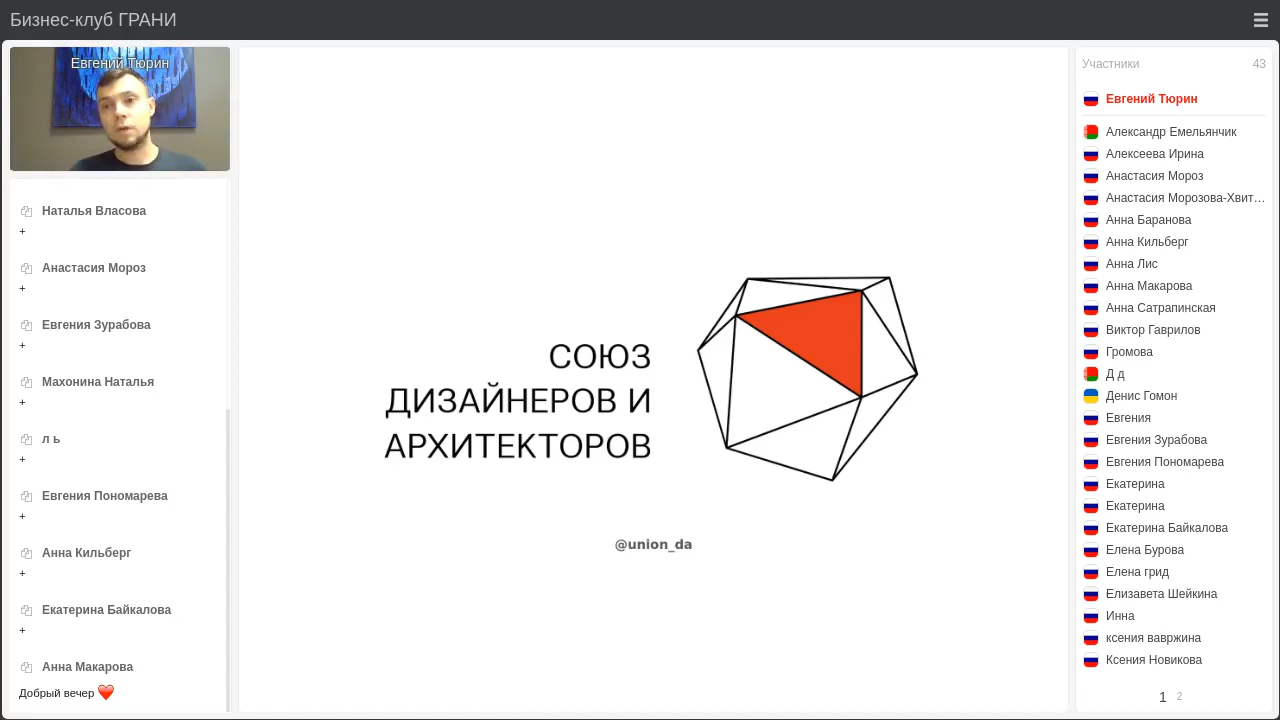 Бизнес-клуб ГРАНИ
Евгений Тюрин
Наталья Власова
+
Анастасия Мороз
+
Евгения Зурабова
+
Махонина Наталья
+
л ь
+
Евгения Пономарева
+
Анна Кильберг
+
Екатерина Байкалова
+
Анна Макарова
Добрый вечер ❤️
СОЮЗ
ДИЗАЙНЕРОВ И
АРХИТЕКТОРОВ
@union_da
Участники 43
Евгений Тюрин
Александр Емельянчик
Алексеева Ирина
Анастасия Мороз
Анастасия Морозова-Хвит…
Анна Баранова
Анна Кильберг
Анна Лис
Анна Макарова
Анна Сатрапинская
Виктор Гаврилов
Громова
Д д
Денис Гомон
Евгения
Евгения Зурабова
Евгения Пономарева
Екатерина
Екатерина
Екатерина Байкалова
Елена Бурова
Елена грид
Елизавета Шейкина
Инна
ксения вавржина
Ксения Новикова
1 2